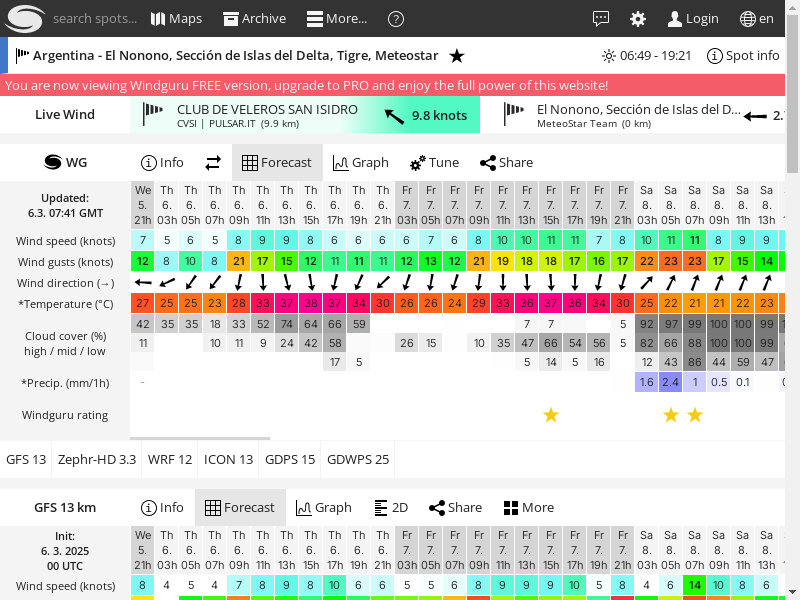 search spots... Maps Archive More... ? Login en
Argentina - El Nonono, Sección de Islas del Delta, Tigre, Meteostar ★ 06:49 - 19:21 Spot info
You are now viewing Windguru FREE version, upgrade to PRO and enjoy the full power of this website!
Live Wind CLUB DE VELEROS SAN ISIDRO 9.8 knots El Nonono, Sección de Islas del D... 2.
CVSI | PULSAR.IT (9.9 km) MeteoStar Team (0 km)
WG Info Forecast Graph Tune Share
Updated: We Th Th Th Th Th Th Th Th Th Th Fr Fr Fr Fr Fr Fr Fr Fr Fr Fr Sa Sa Sa Sa Sa Sa
6.3. 07:41 GMT 5. 6. 6. 6. 6. 6. 6. 6. 6. 6. 6. 7. 7. 7. 7. 7. 7. 7. 7. 7. 7. 8. 8. 8. 8. 8. 8.
21h 03h 05h 07h 09h 11h 13h 15h 17h 19h 21h 03h 05h 07h 09h 11h 13h 15h 17h 19h 21h 03h 05h 07h 09h 11h 13h
Wind speed (knots) 7 5 6 5 8 9 9 8 6 6 6 6 7 6 8 10 10 11 11 7 8 10 11 11 8 9 9
Wind gusts (knots) 12 8 10 8 21 17 15 12 11 11 11 12 13 12 21 19 18 18 17 16 17 22 23 23 17 15 14
Wind direction (→)
*Temperature (°C) 27 25 25 23 28 33 37 38 37 34 30 26 26 24 29 33 36 37 36 34 30 25 22 21 21 22 23
Cloud cover (%) 42 35 35 18 33 52 74 64 66 59 7 7 5 92 97 99 100 100 99
high / mid / low 11 10 11 9 24 42 58 26 15 10 35 47 66 54 56 5 82 66 88 100 100 99
17 5 5 14 5 16 12 43 86 44 59 47
*Precip. (mm/1h) - 1.6 2.4 1 0.5 0.1
Windguru rating
GFS 13 Zephr-HD 3.3 WRF 12 ICON 13 GDPS 15 GDWPS 25
GFS 13 km Info Forecast Graph 2D Share More
Init: We Th Th Th Th Th Th Th Th Th Th Fr Fr Fr Fr Fr Fr Fr Fr Fr Fr Sa Sa Sa Sa Sa Sa
6. 3. 2025 5. 6. 6. 6. 6. 6. 6. 6. 6. 6. 6. 7. 7. 7. 7. 7. 7. 7. 7. 7. 7. 8. 8. 8. 8. 8. 8.
00 UTC 21h 03h 05h 07h 09h 11h 13h 15h 17h 19h 21h 03h 05h 07h 09h 11h 13h 15h 17h 19h 21h 03h 05h 07h 09h 11h 13h
Wind speed (knots) 8 4 5 4 7 8 9 8 10 6 6 5 5 6 8 9 9 9 10 5 8 4 6 14 10 8 6